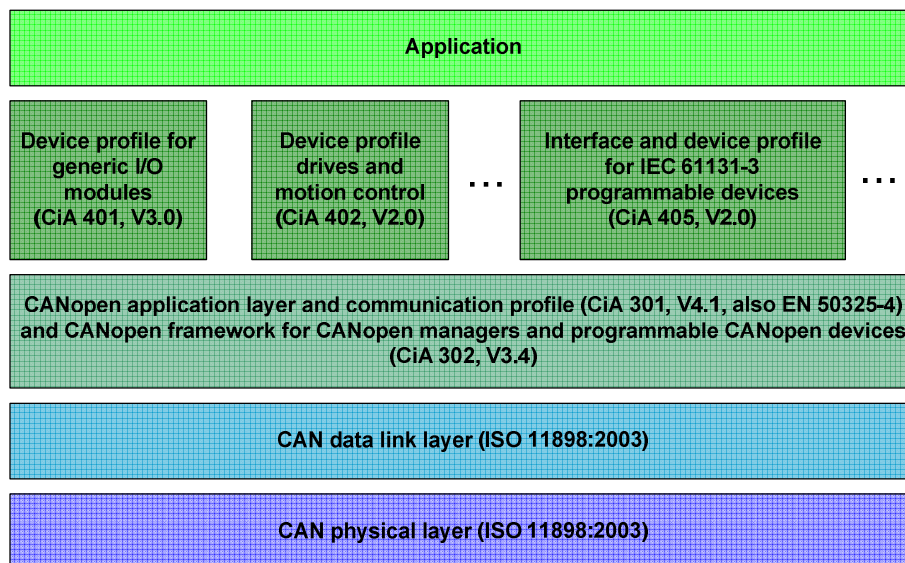 Application
Device profile for
generic I/O
modules
(CiA 401, V3.0)
Device profile
drives and
motion control
(CiA 402, V2.0)
...
Interface and device profile
for IEC 61131-3
programmable devices
(CiA 405, V2.0)
...
CANopen application layer and communication profile (CiA 301, V4.1, also EN 50325-4)
and CANopen framework for CANopen managers and programmable CANopen devices
(CiA 302, V3.4)
CAN data link layer (ISO 11898:2003)
CAN physical layer (ISO 11898:2003)